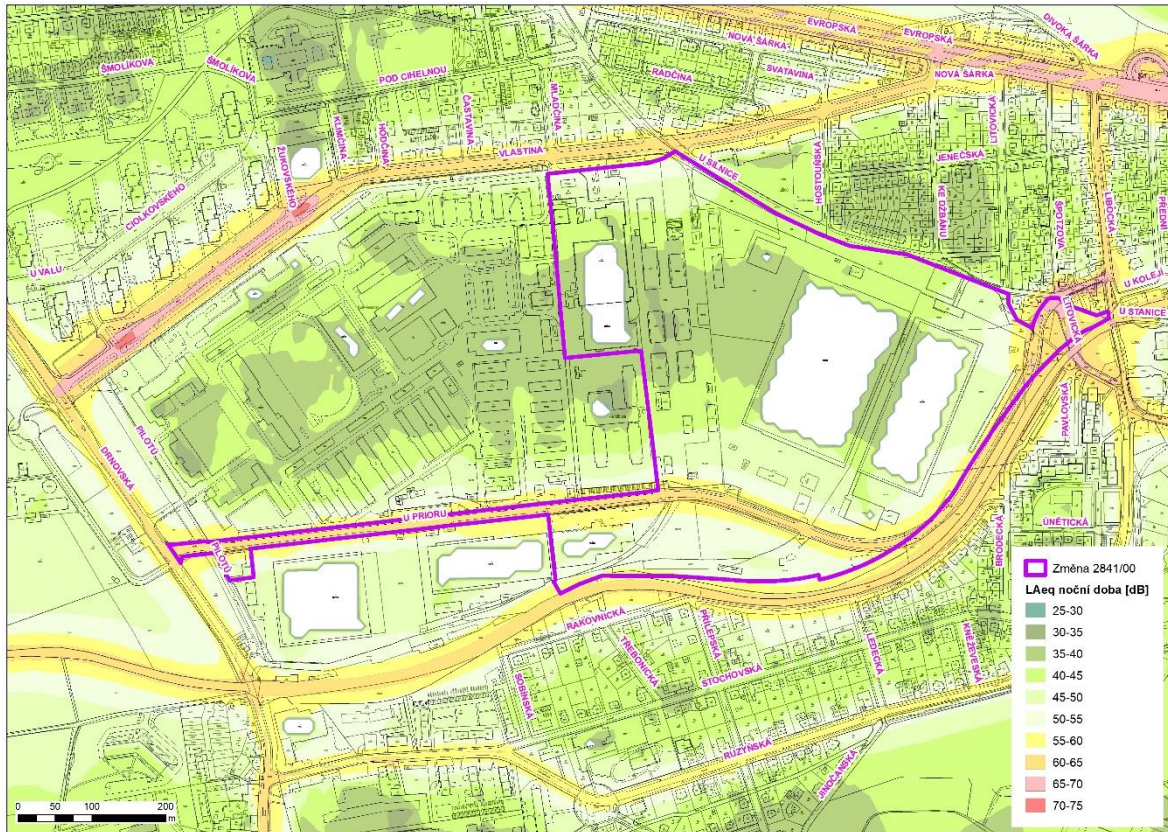 EVROPSKÁ
EVROPSKÁ
DIVOKÁ ŠÁRKA
NOVÁ ŠÁRKA
NOVÁ ŠÁRKA
SVATAVINA
RADČINA
ŠMOLÍKOVA
ŠMOLÍKOVA
POD CIHELNOU
ČASTAVINA
MLADČINA
KLIMČINA
HODČINA
ŽUKOVSKÉHO
VLASTINA
U SILNICE
HOSTOUŇSKÁ
LITOVICKÁ
JENEČSKÁ
KE DŽBÁNU
ŠPOTZOVA
LIBOCKÁ
PŘEDNÍ
CIOLKOVSKÉHO
U VALU
U KOLEJÍ
U STANICE
LITOVICKÁ
PAVLOVSKÁ
DRNOVSKÁ
PILOTŮ
U PRIORU
PILOTŮ
ÚNĚTICKÁ
BRODECKÁ
RAKOVNICKÁ
PŘÍLEPSKÁ
TŘEBONICKÁ
STOCHOVSKÁ
LEDEČKÁ
KNĚŽEVESKÁ
SOBÍNSKÁ
RUZYŇSKÁ
JINOČANSKÁ
Změna 2841/00
LAeq noční doba [dB]
25-30
30-35
35-40
40-45
45-50
50-55
55-60
60-65
65-70
70-75
0 50 100 200
m